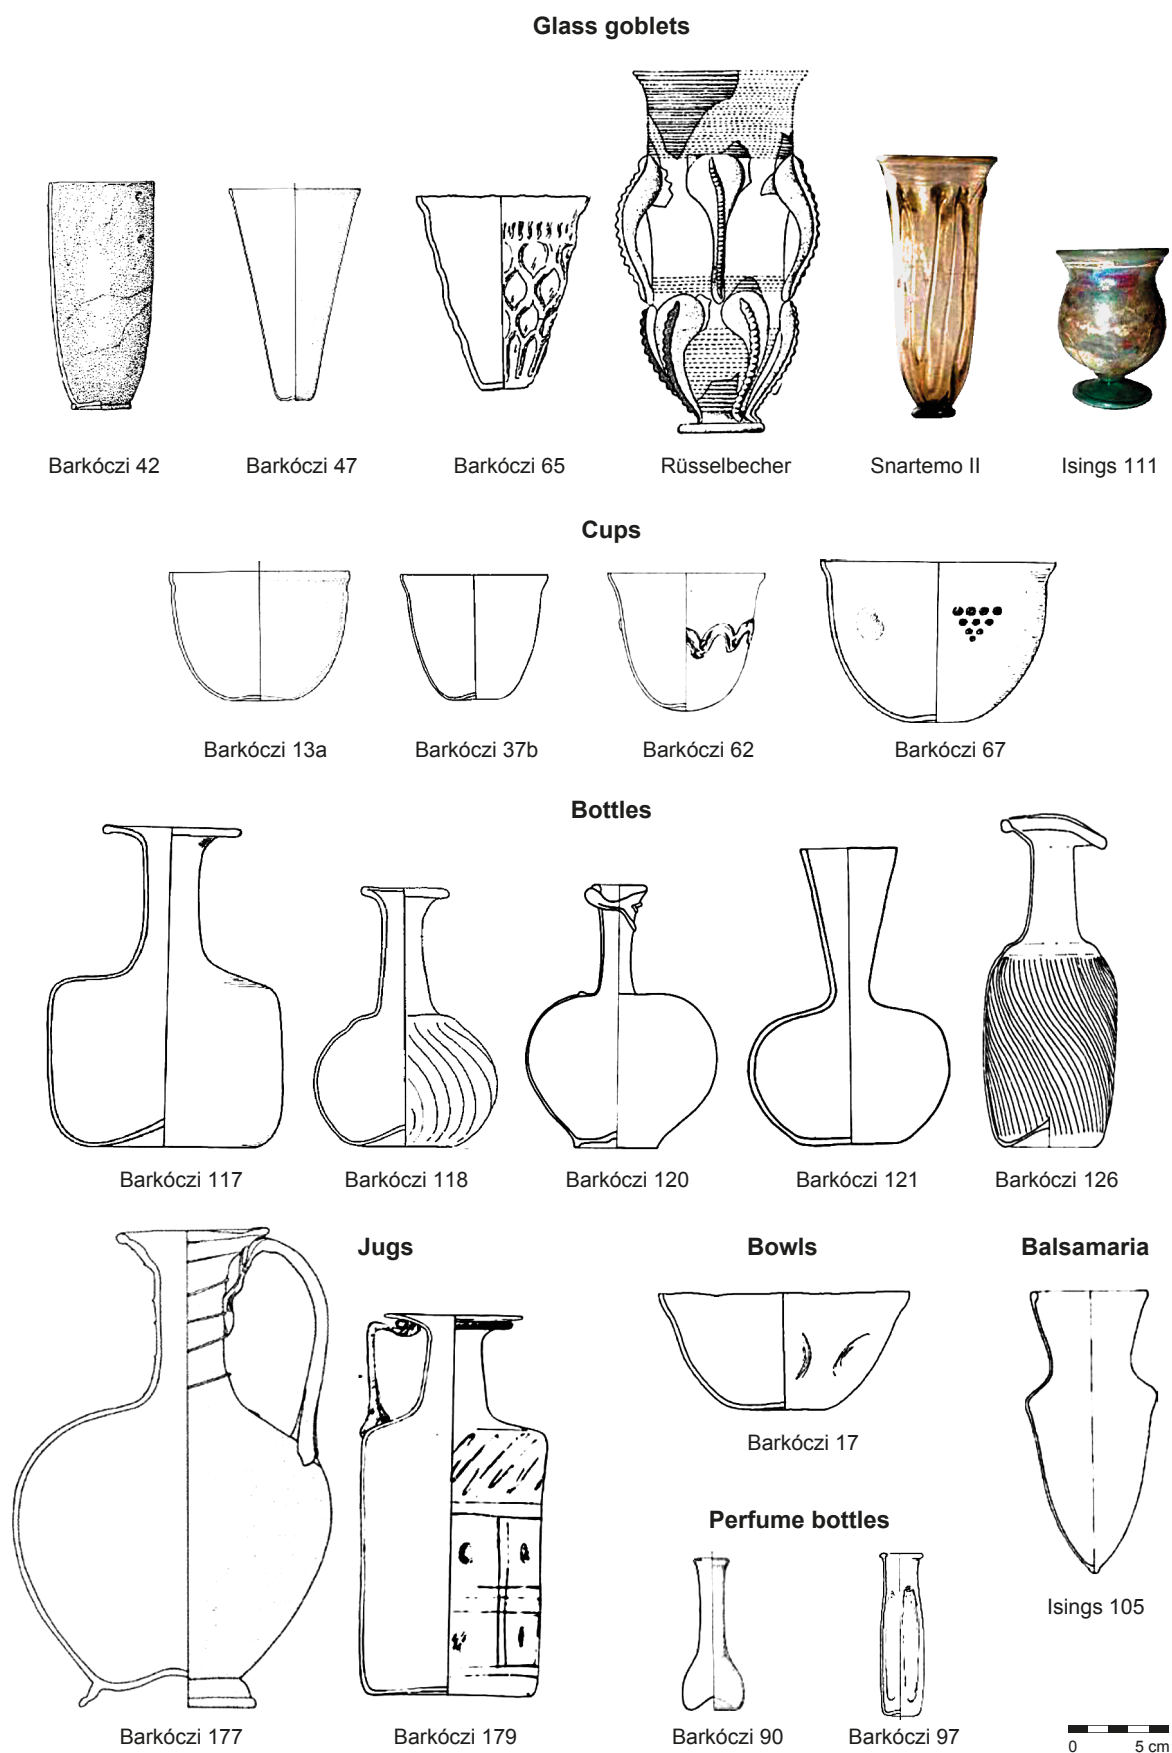 Glass goblets
Barkóczi 42
Barkóczi 47
Barkóczi 65
Rüsselbecher
Snartemo II
Isings 111
Cups
Barkóczi 13a
Barkóczi 37b
Barkóczi 62
Barkóczi 67
Bottles
Barkóczi 117
Barkóczi 118
Barkóczi 120
Barkóczi 121
Barkóczi 126
Jugs
Bowls
Balsamaria
Barkóczi 17
Perfume bottles
Isings 105
Barkóczi 177
Barkóczi 179
Barkóczi 90
Barkóczi 97
0 5 cm